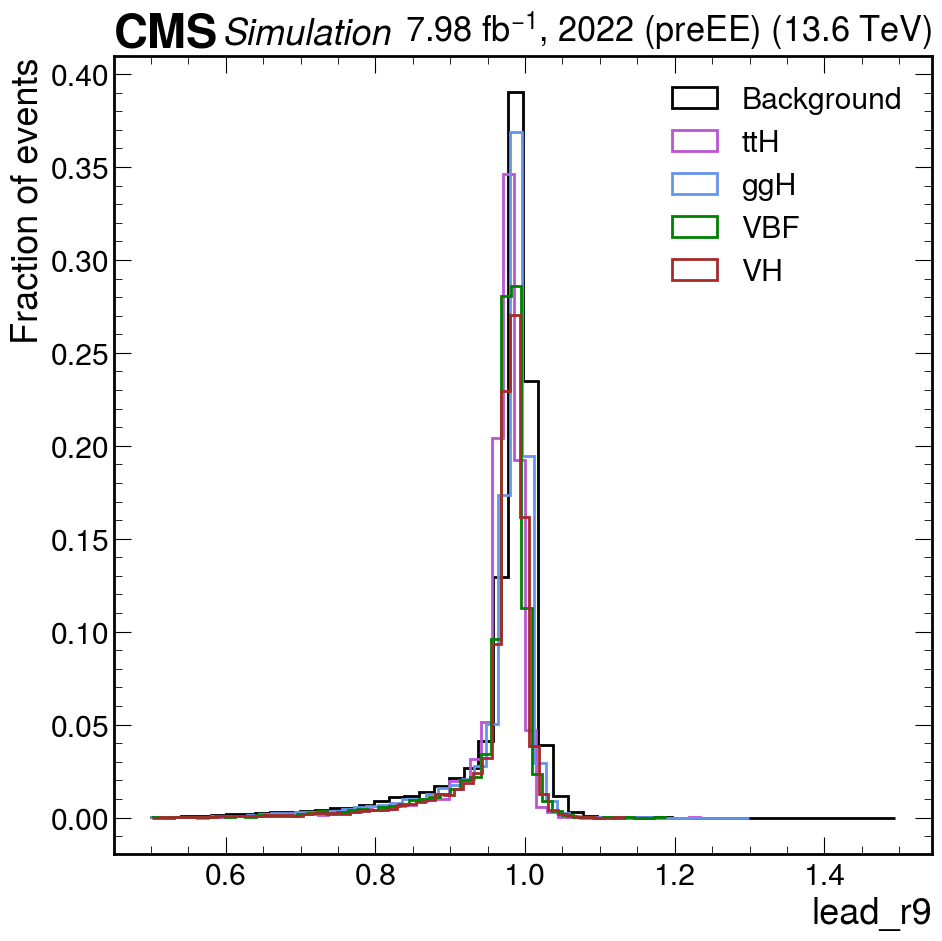 CMS Simulation 7.98 fb⁻¹, 2022 (preEE) (13.6 TeV)
Fraction of events
0.40
0.35
0.30
0.25
0.20
0.15
0.10
0.05
0.00
Background
ttH
ggH
VBF
VH
0.6 0.8 1.0 1.2 1.4
lead_r9